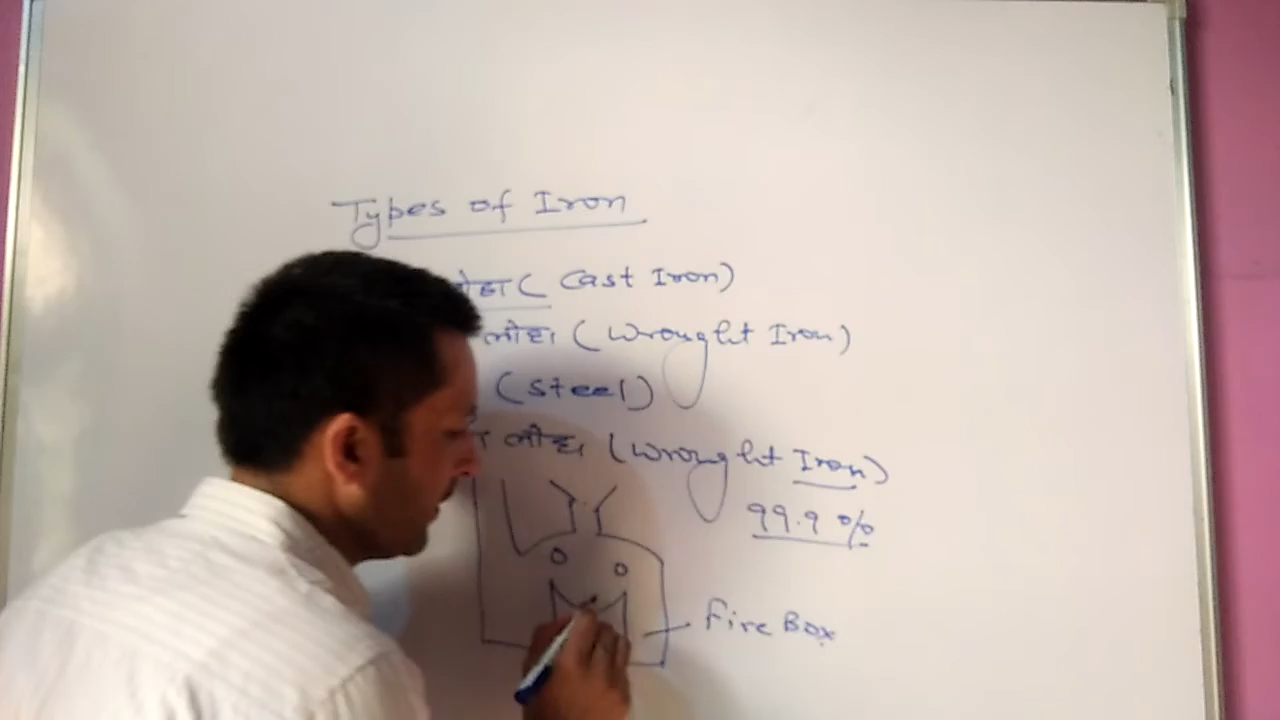 Types of Iron
( Cast Iron)
लोहा (Wrought Iron)
(Steel)
लोहा (Wrought Iron)
99.9 %
Fire Box